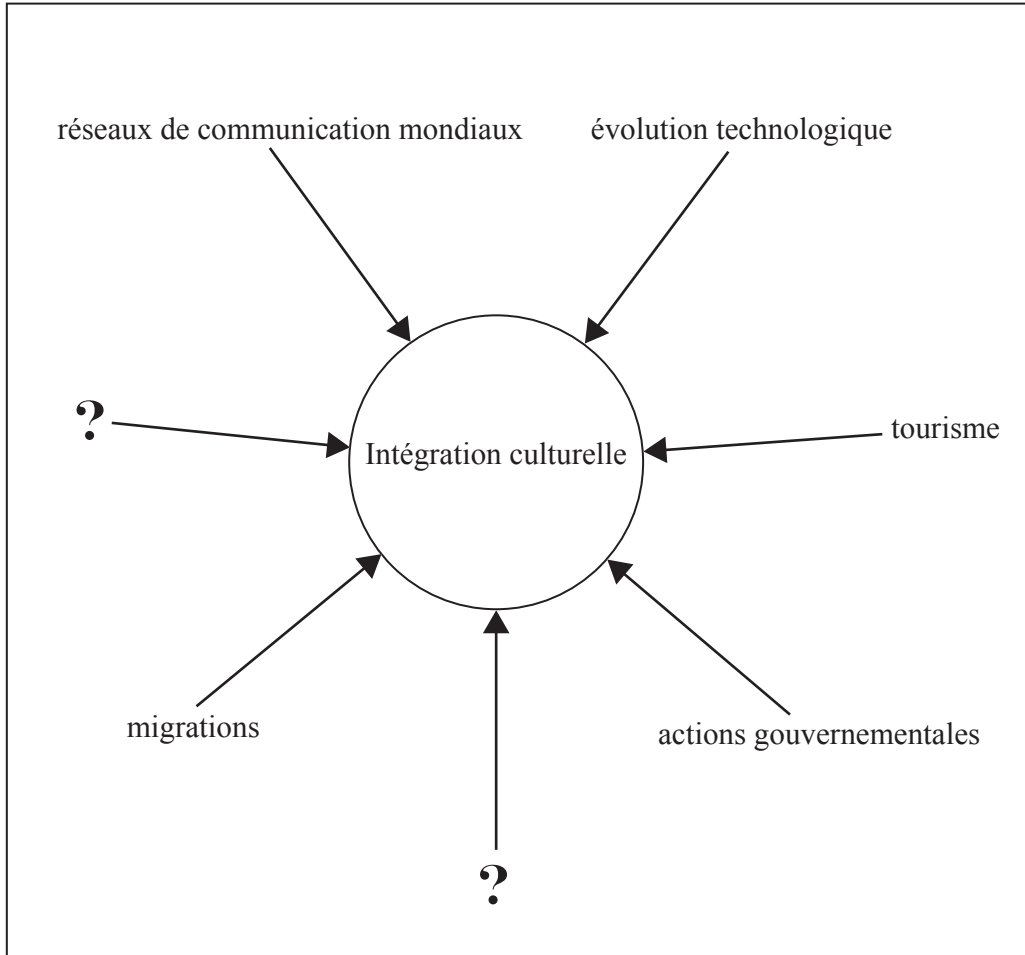 réseaux de communication mondiaux
évolution technologique
?
Intégration culturelle
tourisme
migrations
actions gouvernementales
?